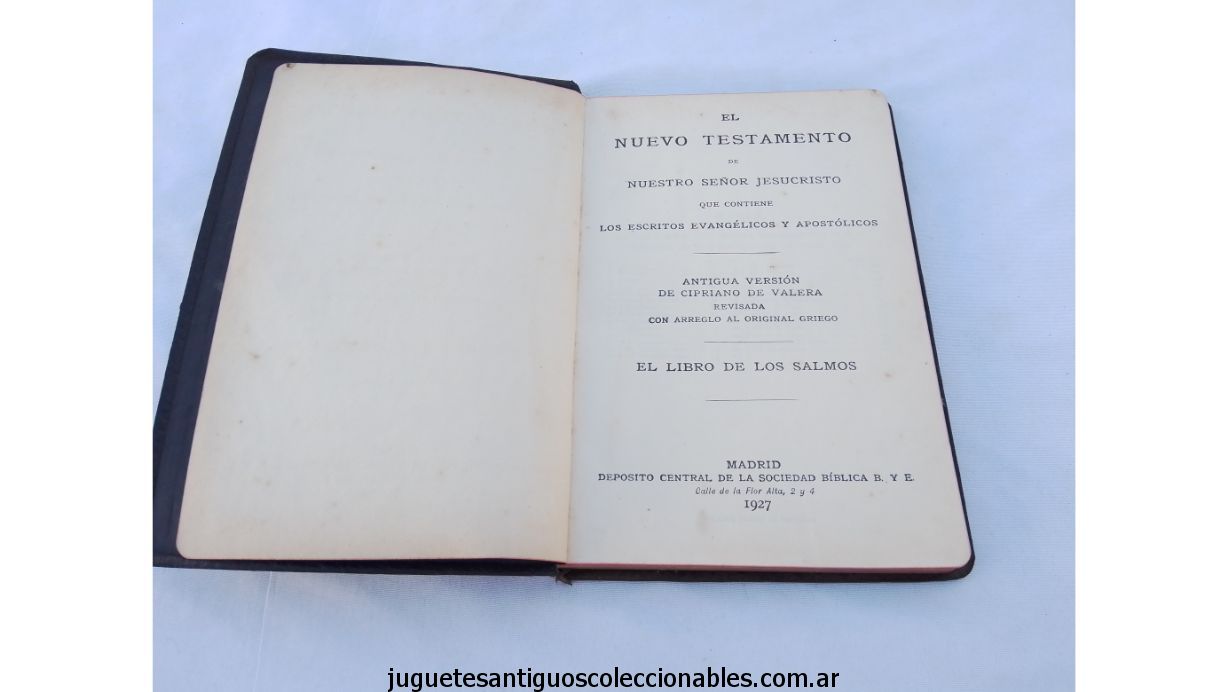 EL
NUEVO TESTAMENTO
DE
NUESTRO SEÑOR JESUCRISTO
QUE CONTIENE
LOS ESCRITOS EVANGÉLICOS Y APOSTÓLICOS
ANTIGUA VERSIÓN
DE CIPRIANO DE VALERA
REVISADA
CON ARREGLO AL ORIGINAL GRIEGO
EL LIBRO DE LOS SALMOS
MADRID
DEPOSITO CENTRAL DE LA SOCIEDAD BÍBLICA B. Y E.
Calle de la Flor Alta, 2 y 4
1927
juguetesantiguoscoleccionables.com.ar